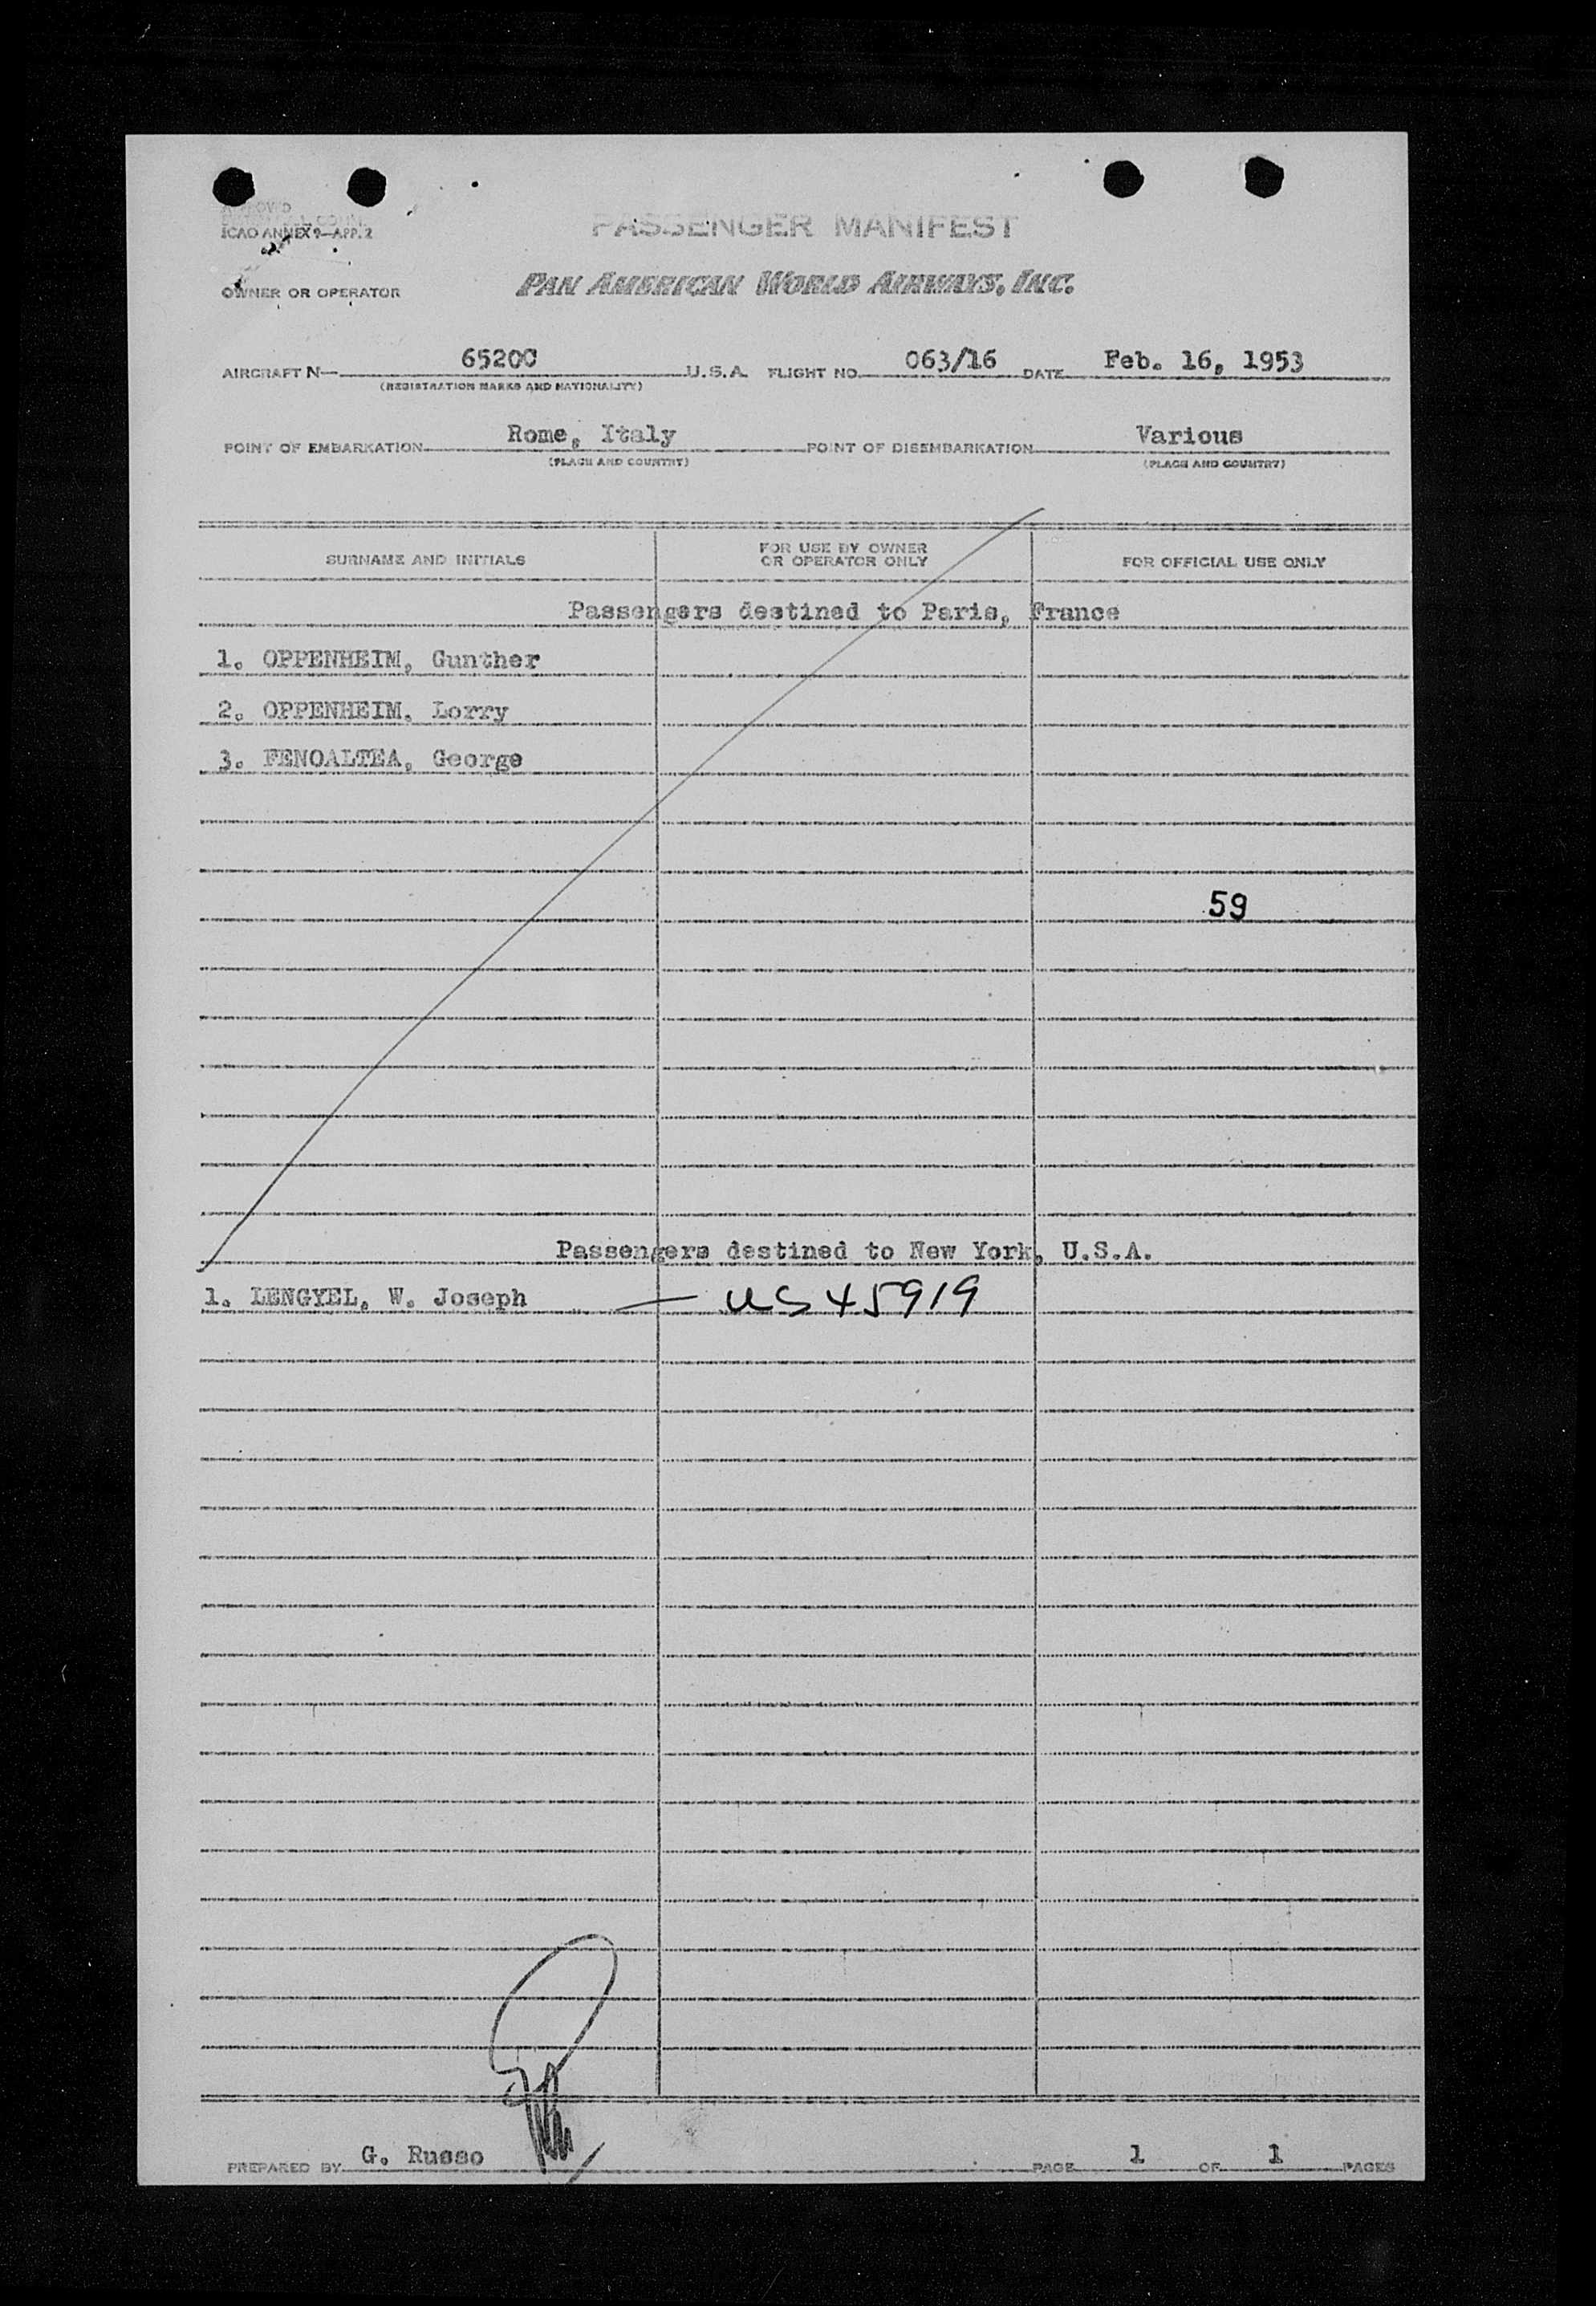 APPROVED
ICAO ANNEX 9—APP. 2
PASSENGER MANIFEST
OWNER OR OPERATOR PAN AMERICAN WORLD AIRWAYS, INC.
AIRCRAFT N— 6520C U.S.A. FLIGHT NO. 063/16 DATE Feb. 16, 1953
(REGISTRATION MARKS AND NATIONALITY)
POINT OF EMBARKATION Rome, Italy POINT OF DISEMBARKATION Various
(PLACE AND COUNTRY) (PLACE AND COUNTRY)
SURNAME AND INITIALS FOR USE BY OWNER OR OPERATOR ONLY FOR OFFICIAL USE ONLY
Passengers destined to Paris, France
1. OPPENHEIM, Gunther
2. OPPENHEIM, Lorry
3. FENOALTEA, George
59
Passengers destined to New York, U.S.A.
1. LENGYEL, W. Joseph — US 45919
PREPARED BY G. Russo PAGE 1 OF 1 PAGES